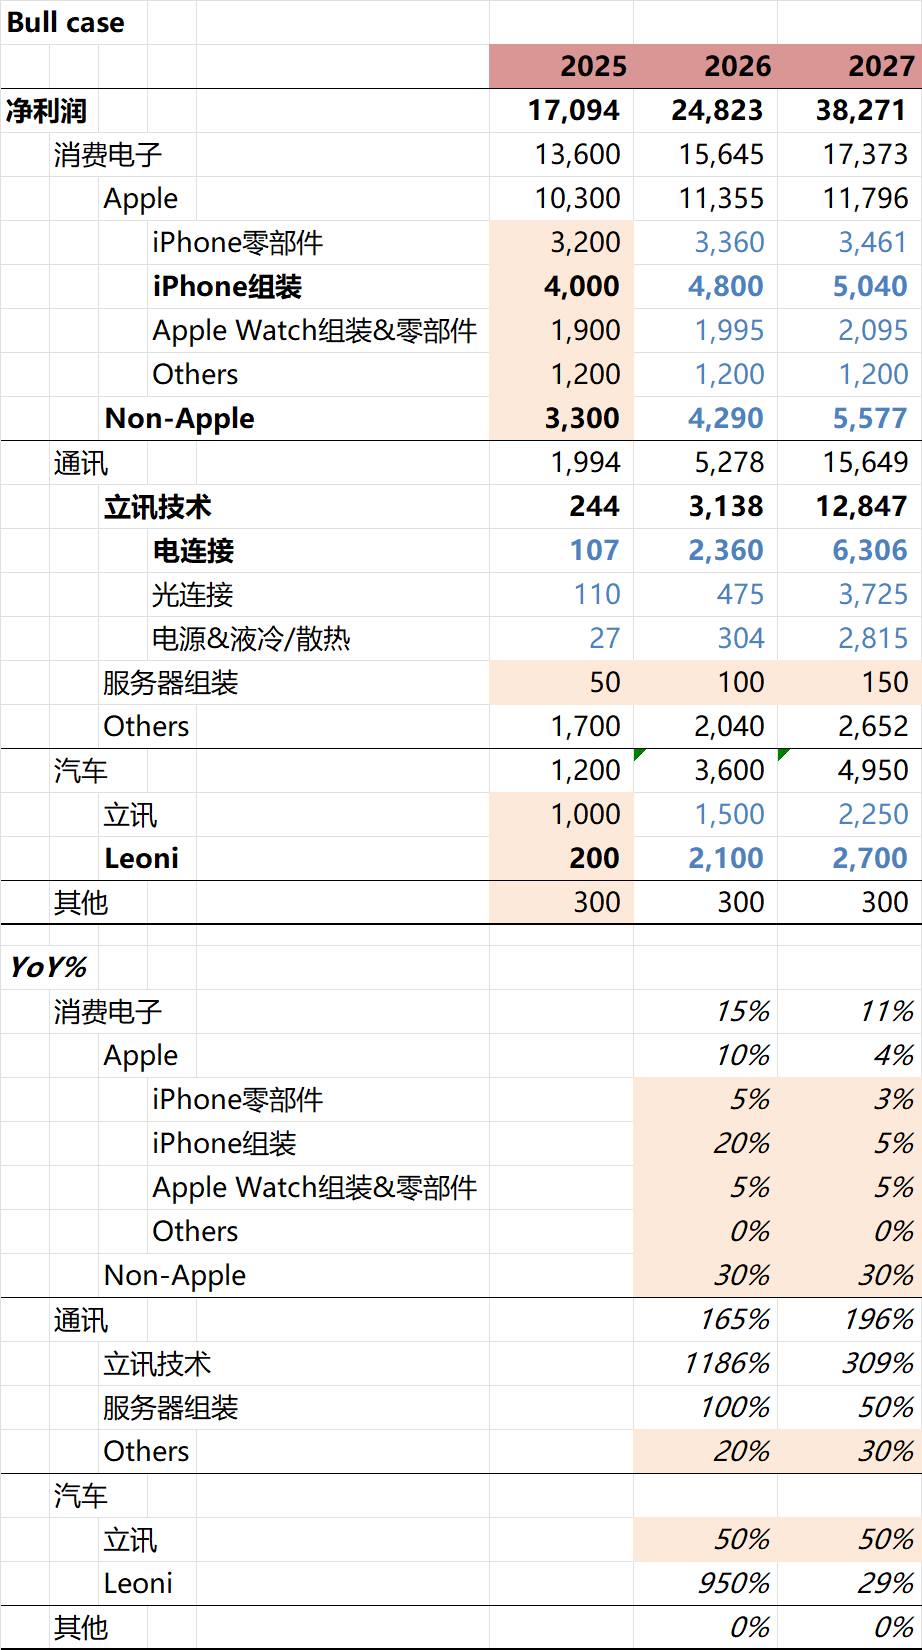 Bull case
2025 2026 2027
净利润 17,094 24,823 38,271
消费电子 13,600 15,645 17,373
Apple 10,300 11,355 11,796
iPhone零部件 3,200 3,360 3,461
iPhone组装 4,000 4,800 5,040
Apple Watch组装&零部件 1,900 1,995 2,095
Others 1,200 1,200 1,200
Non-Apple 3,300 4,290 5,577
通讯 1,994 5,278 15,649
立讯技术 244 3,138 12,847
电连接 107 2,360 6,306
光连接 110 475 3,725
电源&液冷/散热 27 304 2,815
服务器组装 50 100 150
Others 1,700 2,040 2,652
汽车 1,200 3,600 4,950
立讯 1,000 1,500 2,250
Leoni 200 2,100 2,700
其他 300 300 300
YoY%
消费电子 15% 11%
Apple 10% 4%
iPhone零部件 5% 3%
iPhone组装 20% 5%
Apple Watch组装&零部件 5% 5%
Others 0% 0%
Non-Apple 30% 30%
通讯 165% 196%
立讯技术 1186% 309%
服务器组装 100% 50%
Others 20% 30%
汽车
立讯 50% 50%
Leoni 950% 29%
其他 0% 0%